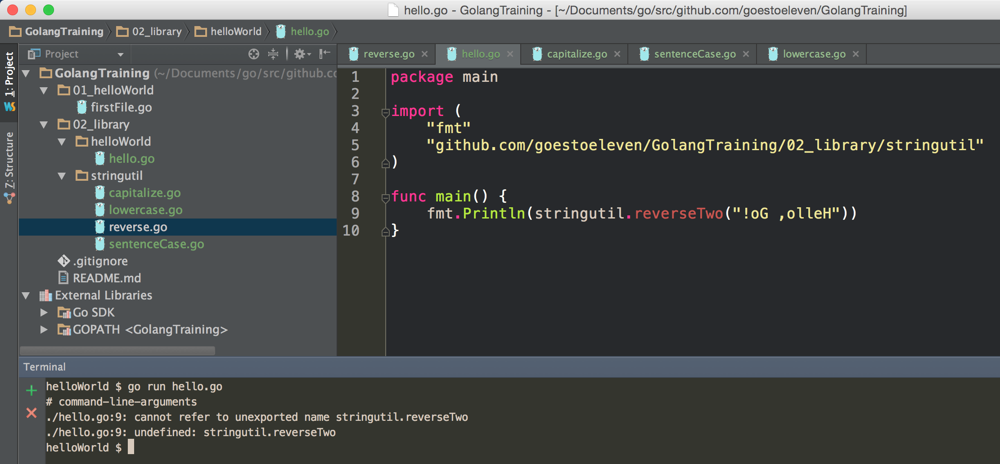 hello.go - GolangTraining - [~/Documents/go/src/github.com/goestoeleven/GolangTraining]
GolangTraining 02_library helloWorld hello.go
1: Project
7: Structure
Project
GolangTraining (~/Documents/go/src/github.cc
01_helloWorld
firstFile.go
02_library
helloWorld
hello.go
stringutil
capitalize.go
lowercase.go
reverse.go
sentenceCase.go
.gitignore
README.md
External Libraries
Go SDK
GOPATH <GolangTraining>
reverse.go hello.go capitalize.go sentenceCase.go lowercase.go
1 package main
2
3 import (
4 "fmt"
5 "github.com/goestoeleven/GolangTraining/02_library/stringutil"
6 )
7
8 func main() {
9 fmt.Println(stringutil.reverseTwo("!oG ,olleH"))
10 }
Terminal
helloWorld $ go run hello.go
# command-line-arguments
./hello.go:9: cannot refer to unexported name stringutil.reverseTwo
./hello.go:9: undefined: stringutil.reverseTwo
helloWorld $